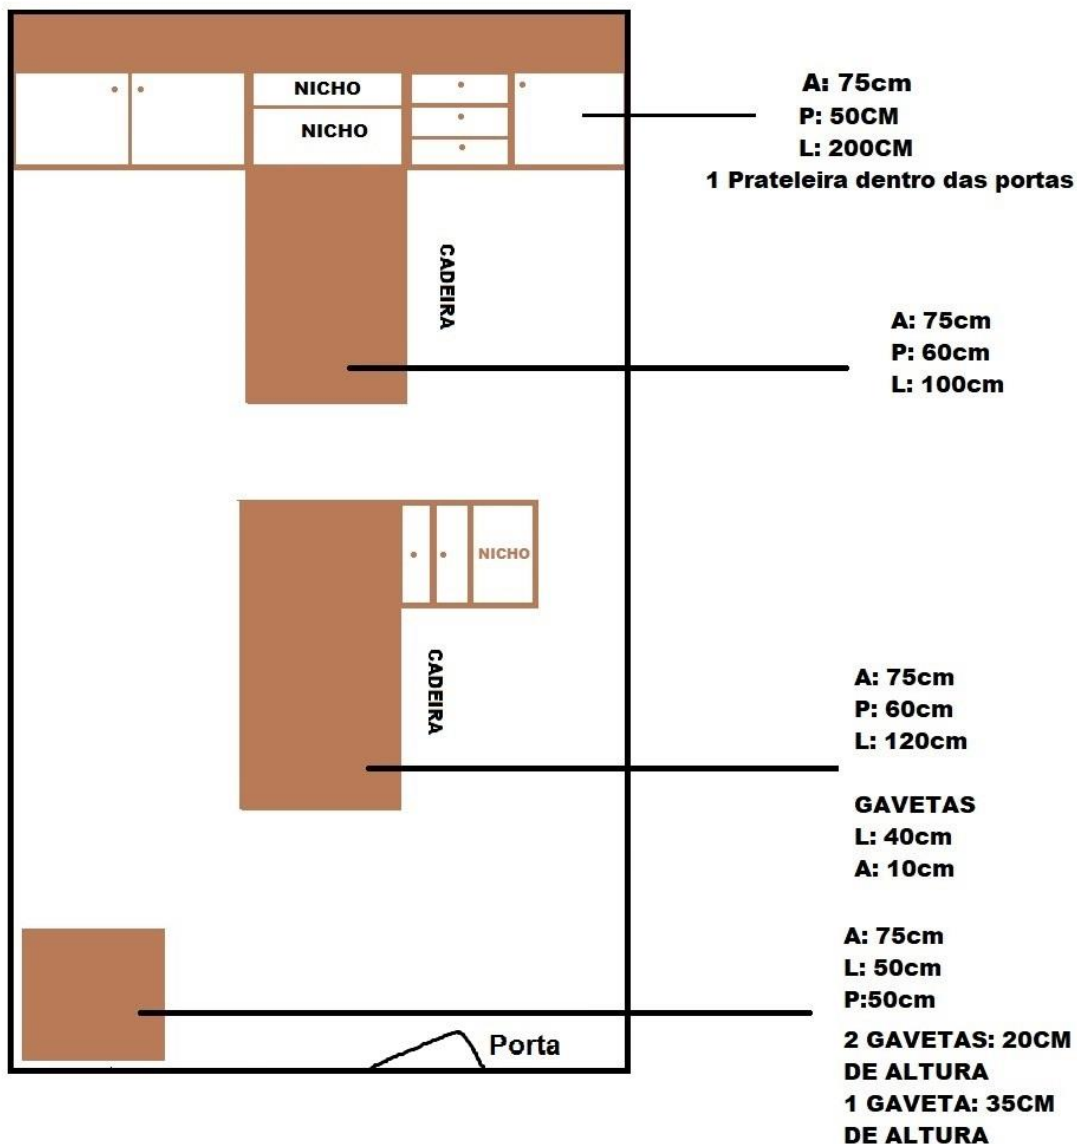 NICHO
NICHO
A: 75cm
P: 50CM
L: 200CM
1 Prateleira dentro das portas
CADEIRA
A: 75cm
P: 60cm
L: 100cm
NICHO
CADEIRA
A: 75cm
P: 60cm
L: 120cm
GAVETAS
L: 40cm
A: 10cm
A: 75cm
L: 50cm
P:50cm
2 GAVETAS: 20CM
DE ALTURA
1 GAVETA: 35CM
DE ALTURA
Porta